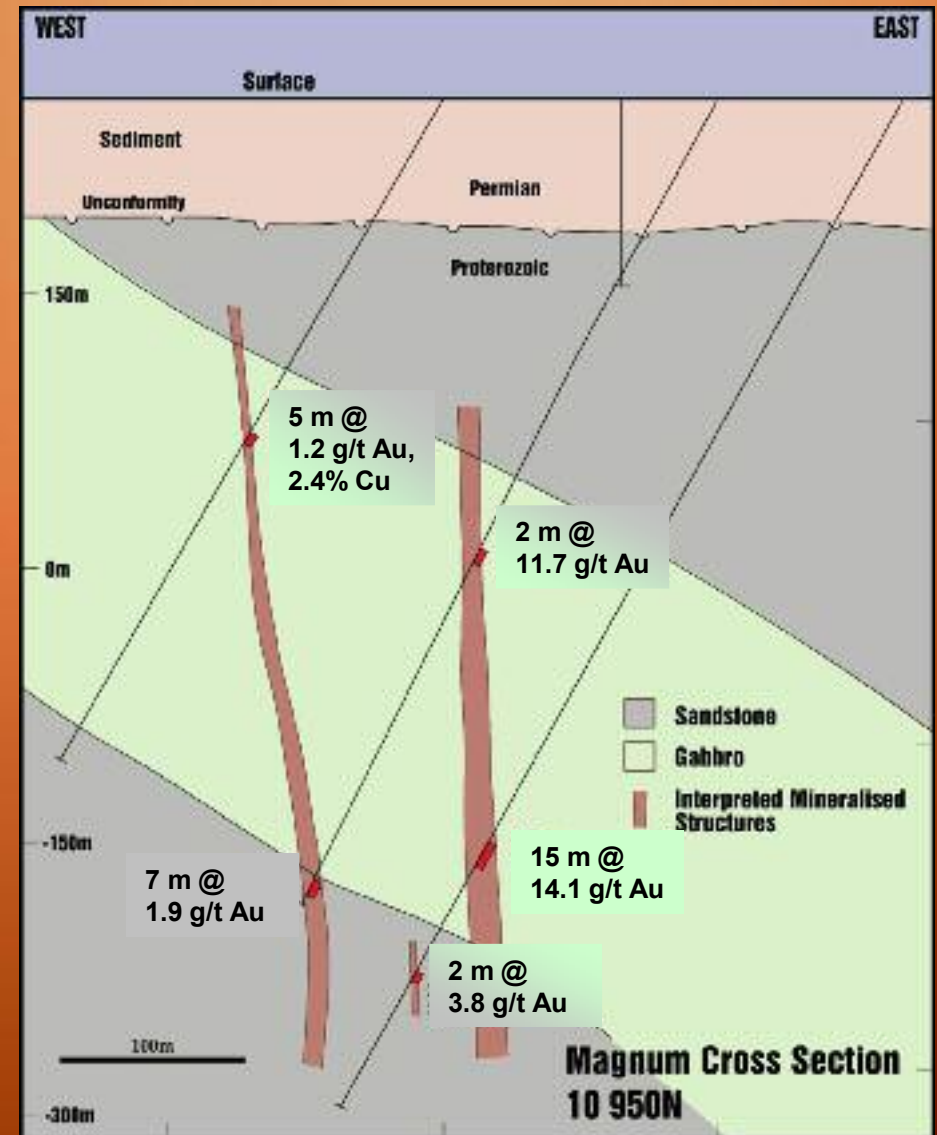 WEST
EAST
Surface
Sediment
Permian
Unconformity
Proterozoic
150m
5 m @
1.2 g/t Au,
2.4% Cu
2 m @
11.7 g/t Au
0m
Sandstone
Gabbro
Interpreted Mineralised
Structures
-150m
15 m @
14.1 g/t Au
7 m @
1.9 g/t Au
2 m @
3.8 g/t Au
100m
Magnum Cross Section
10 950N
-300m